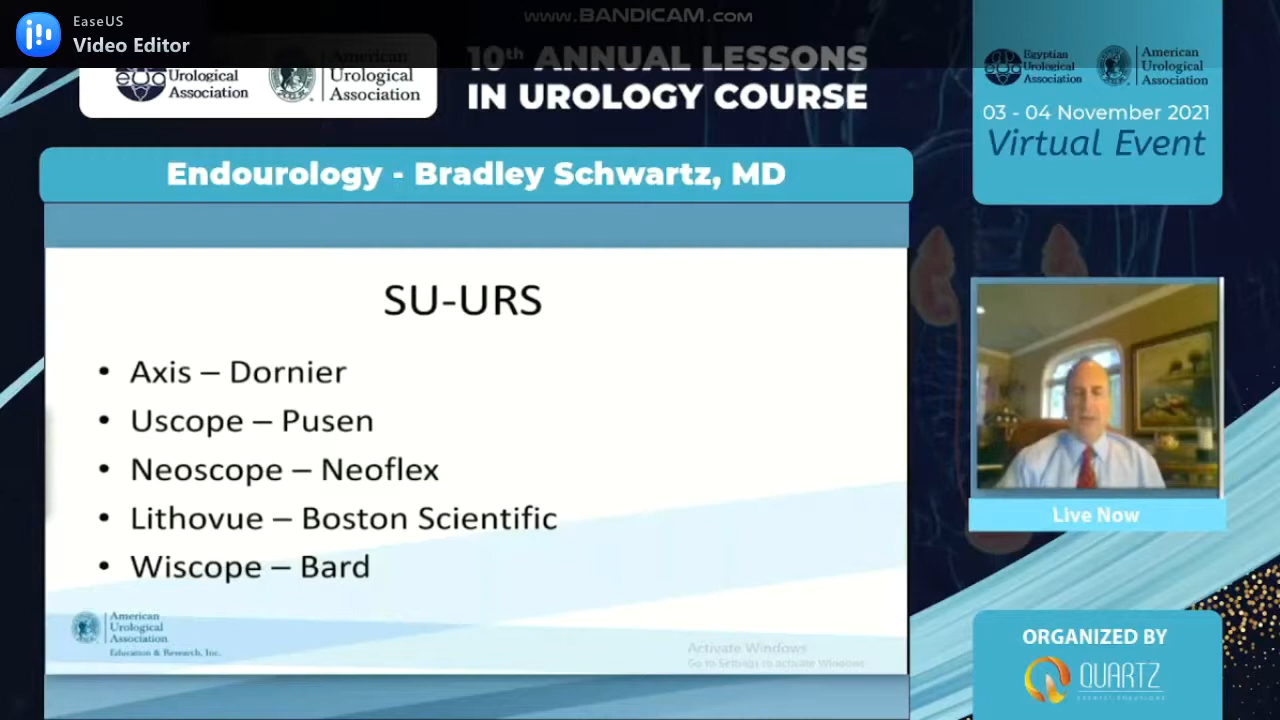 EaseUS
Video Editor
www.BANDICAM.com
Urological
Association
American
Urological
Association
10th ANNUAL LESSONS
IN UROLOGY COURSE
Egyptian
Urological
Association
American
Urological
Association
03 - 04 November 2021
Virtual Event
Endourology - Bradley Schwartz, MD
SU-URS
• Axis – Dornier
• Uscope – Pusen
• Neoscope – Neoflex
• Lithovue – Boston Scientific
• Wiscope – Bard
American
Urological
Association
Education & Research, Inc.
Activate Windows
Go to Settings to activate Windows.
Live Now
ORGANIZED BY
QUARTZ